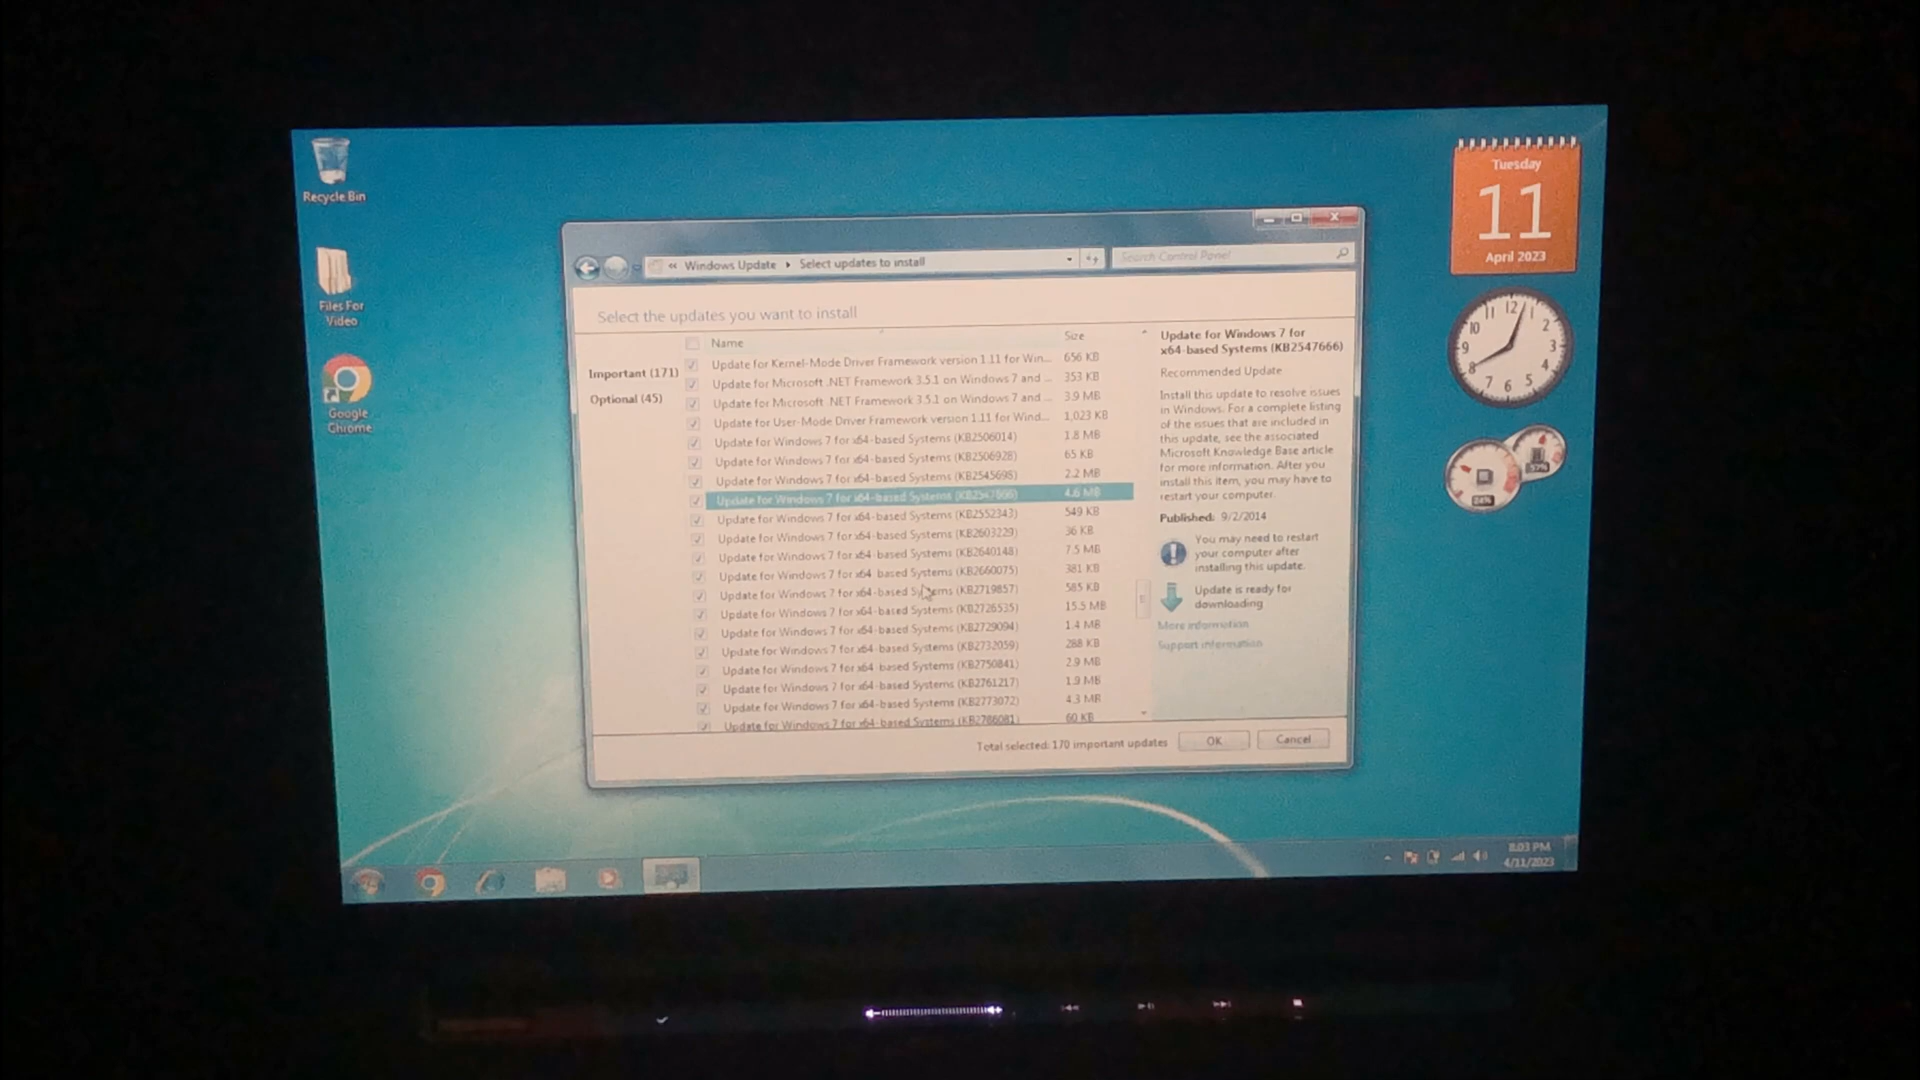 Recycle Bin
Files For
Video
Google
Chrome
Windows Update
Select updates to install
Search Control Panel
Select the updates you want to install
Important (171)
Optional (45)
Name
Size
Update for Kernel-Mode Driver Framework version 1.11 for Win... 656 KB
Update for Microsoft .NET Framework 3.5.1 on Windows 7 and ... 353 KB
Update for Microsoft .NET Framework 3.5.1 on Windows 7 and ... 3.9 MB
Update for User-Mode Driver Framework version 1.11 for Wind... 1,023 KB
Update for Windows 7 for x64-based Systems (KB2506014) 1.8 MB
Update for Windows 7 for x64-based Systems (KB2506928) 65 KB
Update for Windows 7 for x64-based Systems (KB2545698) 2.2 MB
Update for Windows 7 for x64-based Systems (KB2547666) 4.6 MB
Update for Windows 7 for x64-based Systems (KB2552343) 549 KB
Update for Windows 7 for x64-based Systems (KB2603229) 36 KB
Update for Windows 7 for x64-based Systems (KB2640148) 7.5 MB
Update for Windows 7 for x64-based Systems (KB2660075) 381 KB
Update for Windows 7 for x64-based Systems (KB2719857) 585 KB
Update for Windows 7 for x64-based Systems (KB2726535) 15.5 MB
Update for Windows 7 for x64-based Systems (KB2729094) 1.4 MB
Update for Windows 7 for x64-based Systems (KB2732059) 288 KB
Update for Windows 7 for x64-based Systems (KB2750841) 2.9 MB
Update for Windows 7 for x64-based Systems (KB2761217) 1.9 MB
Update for Windows 7 for x64-based Systems (KB2773072) 4.3 MB
Update for Windows 7 for x64-based Systems (KB2786081) 60 KB
Update for Windows 7 for
x64-based Systems (KB2547666)
Recommended Update
Install this update to resolve issues
in Windows. For a complete listing
of the issues that are included in
this update, see the associated
Microsoft Knowledge Base article
for more information. After you
install this item, you may have to
restart your computer.
Published: 9/2/2014
You may need to restart
your computer after
installing this update.
Update is ready for
downloading
More information
Support information
Total selected: 170 important updates
OK
Cancel
Tuesday
11
April 2023
12
1
2
3
4
5
6
7
8
9
10
11
8:03 PM
4/11/2023